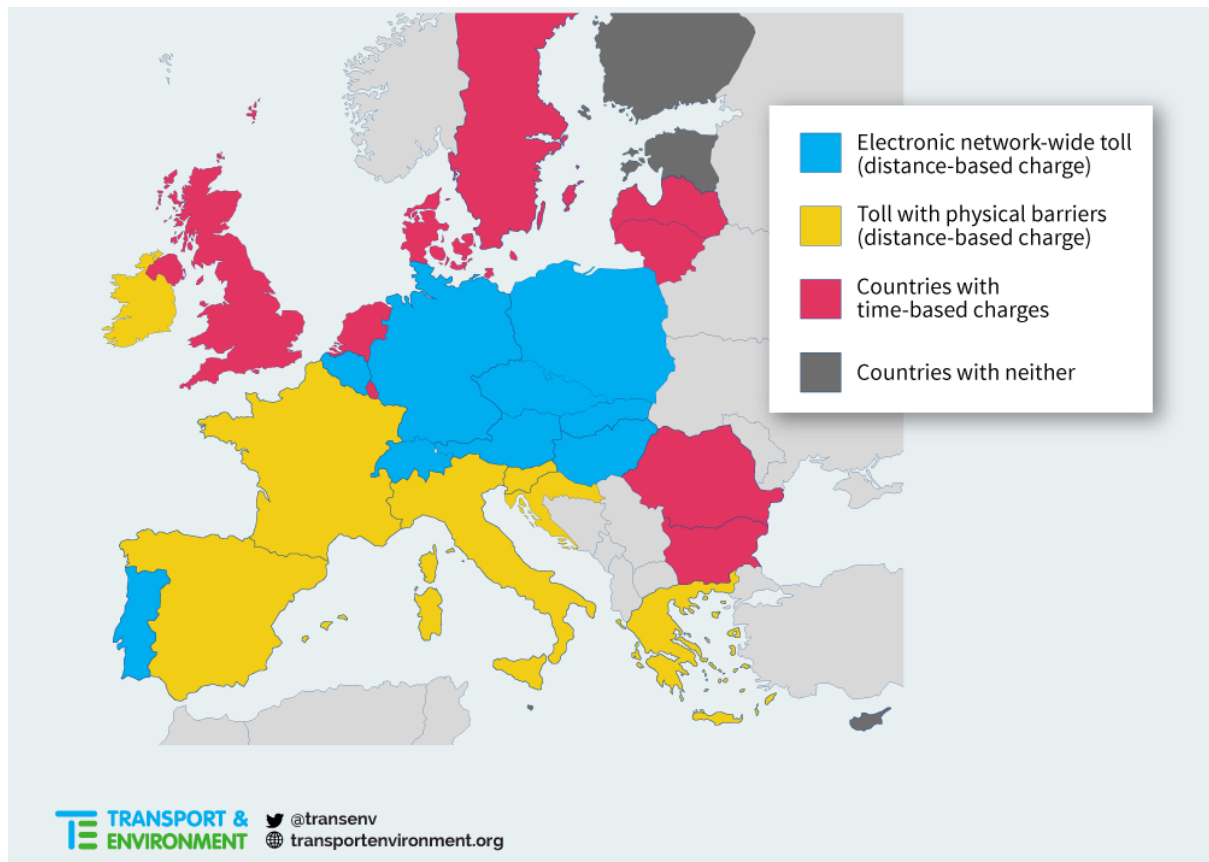 Electronic network-wide toll
(distance-based charge)
Toll with physical barriers
(distance-based charge)
Countries with
time-based charges
Countries with neither
TRANSPORT &
ENVIRONMENT
@transenv
transportenvironment.org